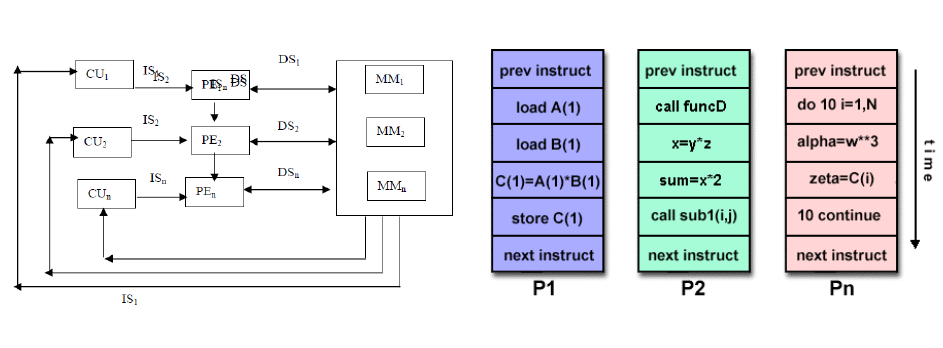 CU1
IS1
IS2
DS1
MM1
CU2
IS2
PE2
DS2
MM2
CUn
ISn
PEn
DSn
MMn
IS1
prev instruct
load A(1)
load B(1)
C(1)=A(1)*B(1)
store C(1)
next instruct
P1
prev instruct
call funcD
x=y*z
sum=x*2
call sub1(i,j)
next instruct
P2
prev instruct
do 10 i=1,N
alpha=w**3
zeta=C(i)
10 continue
next instruct
Pn
time